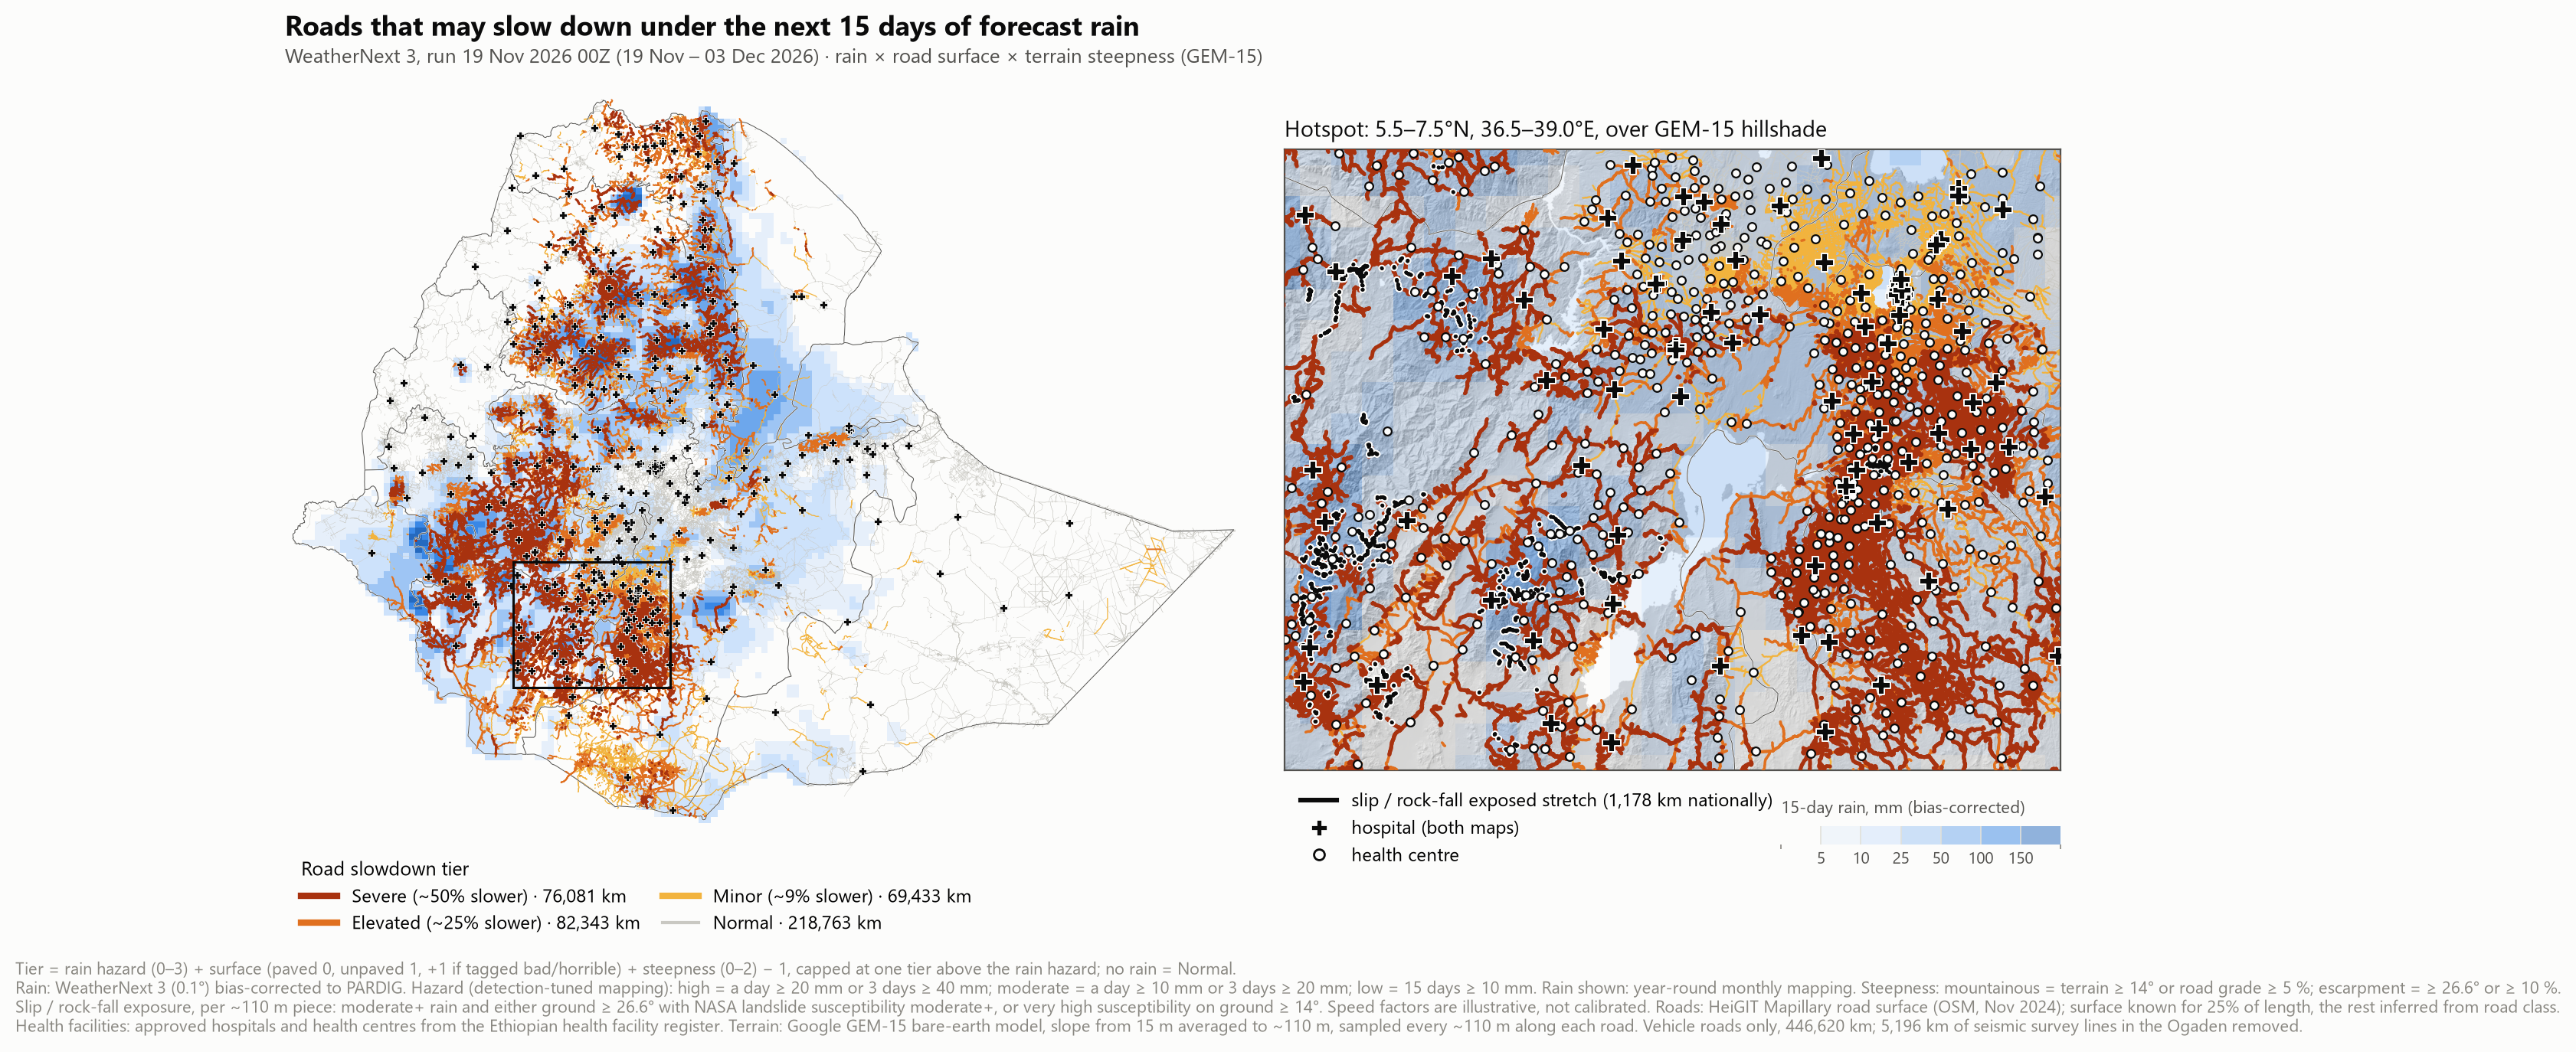 Roads that may slow down under the next 15 days of forecast rain
WeatherNext 3, run 19 Nov 2026 00Z (19 Nov – 03 Dec 2026) · rain × road surface × terrain steepness (GEM-15)
Hotspot: 5.5–7.5°N, 36.5–39.0°E, over GEM-15 hillshade
slip / rock-fall exposed stretch (1,178 km nationally)
hospital (both maps)
health centre
15-day rain, mm (bias-corrected)
5 10 25 50 100 150
Road slowdown tier
Severe (~50% slower) · 76,081 km
Minor (~9% slower) · 69,433 km
Elevated (~25% slower) · 82,343 km
Normal · 218,763 km
Tier = rain hazard (0–3) + surface (paved 0, unpaved 1, +1 if tagged bad/horrible) + steepness (0–2) − 1, capped at one tier above the rain hazard; no rain = Normal.
Rain: WeatherNext 3 (0.1°) bias-corrected to PARDIG. Hazard (detection-tuned mapping): high = a day ≥ 20 mm or 3 days ≥ 40 mm; moderate = a day ≥ 10 mm or 3 days ≥ 20 mm; low = 15 days ≥ 10 mm. Rain shown: year-round monthly mapping. Steepness: mountainous = terrain ≥ 14° or road grade ≥ 5 %; escarpment = ≥ 26.6° or ≥ 10 %.
Slip / rock-fall exposure, per ~110 m piece: moderate+ rain and either ground ≥ 26.6° with NASA landslide susceptibility moderate+, or very high susceptibility on ground ≥ 14°. Speed factors are illustrative, not calibrated. Roads: HeiGIT Mapillary road surface (OSM, Nov 2024); surface known for 25% of length, the rest inferred from road class.
Health facilities: approved hospitals and health centres from the Ethiopian health facility register. Terrain: Google GEM-15 bare-earth model, slope from 15 m averaged to ~110 m, sampled every ~110 m along each road. Vehicle roads only, 446,620 km; 5,196 km of seismic survey lines in the Ogaden removed.